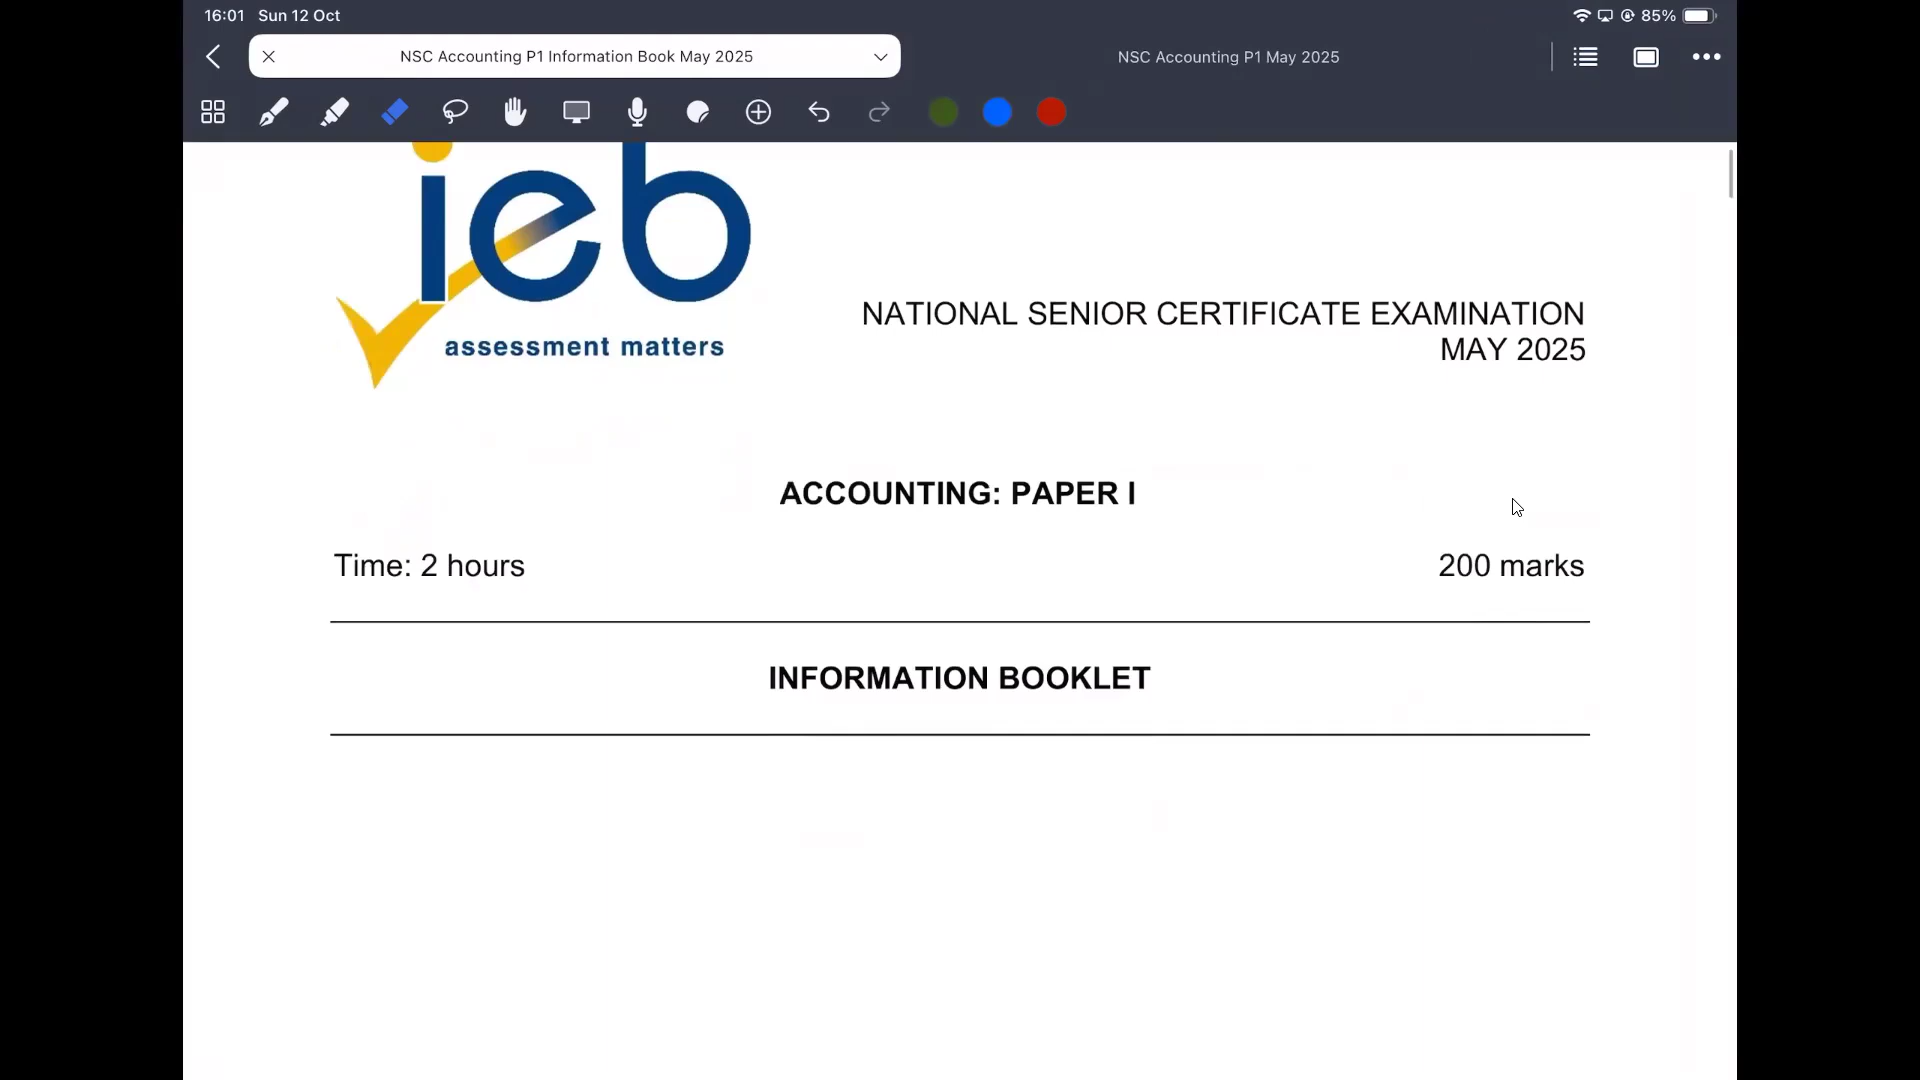 16:01 Sun 12 Oct
85%
NSC Accounting P1 Information Book May 2025
NSC Accounting P1 May 2025
ieb
assessment matters
NATIONAL SENIOR CERTIFICATE EXAMINATION
MAY 2025
ACCOUNTING: PAPER I
Time: 2 hours
200 marks
INFORMATION BOOKLET